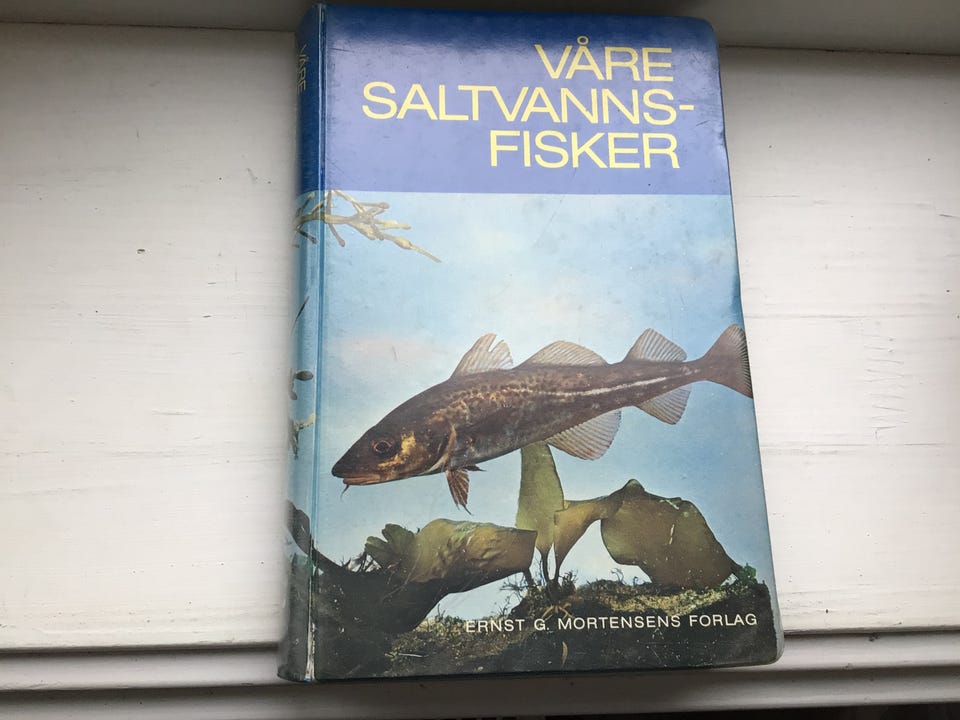 VÅRE
SALTVANNS-
FISKER
ERNST G. MORTENSENS FORLAG
VÅRE